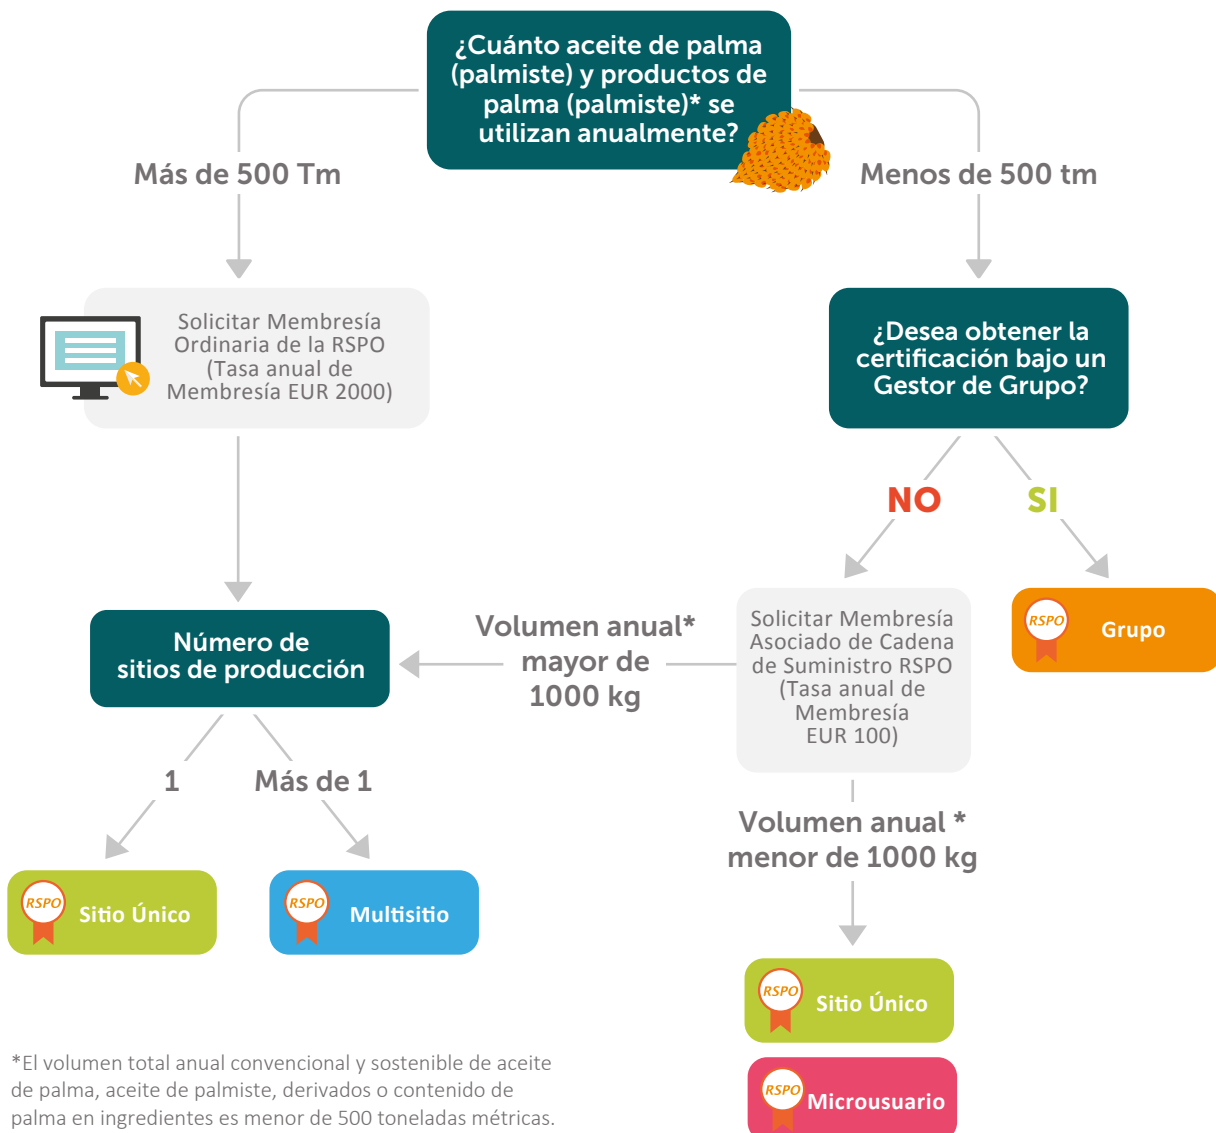 ¿Cuánto aceite de palma
(palmiste) y productos de
palma (palmiste)* se
utilizan anualmente?
Más de 500 Tm
Menos de 500 tm
Solicitar Membresía
Ordinaria de la RSPO
(Tasa anual de
Membresía EUR 2000)
¿Desea obtener la
certificación bajo un
Gestor de Grupo?
NO
SI
Número de
sitios de producción
Volumen anual*
mayor de
1000 kg
Solicitar Membresía
Asociado de Cadena
de Suministro RSPO
(Tasa anual de
Membresía
EUR 100)
RSPO
Grupo
1
Más de 1
Volumen anual *
menor de 1000 kg
RSPO
Sitio Único
RSPO
Multisitio
RSPO
Sitio Único
RSPO
Microusuario
*El volumen total anual convencional y sostenible de aceite
de palma, aceite de palmiste, derivados o contenido de
palma en ingredientes es menor de 500 toneladas métricas.